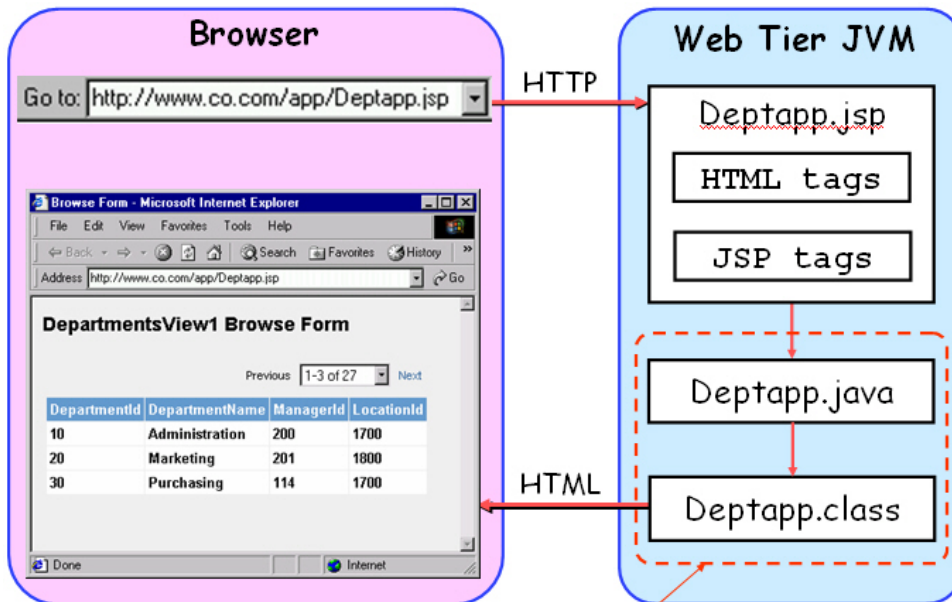 Browser
Go to: http://www.co.com/app/Deptapp.jsp
Browse Form - Microsoft Internet Explorer
File Edit View Favorites Tools Help
Back Search Favorites History »
Address http://www.co.com/app/Deptapp.jsp Go
DepartmentsView1 Browse Form
Previous 1-3 of 27 Next
DepartmentId DepartmentName ManagerId LocationId
10 Administration 200 1700
20 Marketing 201 1800
30 Purchasing 114 1700
Done Internet
HTTP
HTML
Web Tier JVM
Deptapp.jsp
HTML tags
JSP tags
Deptapp.java
Deptapp.class